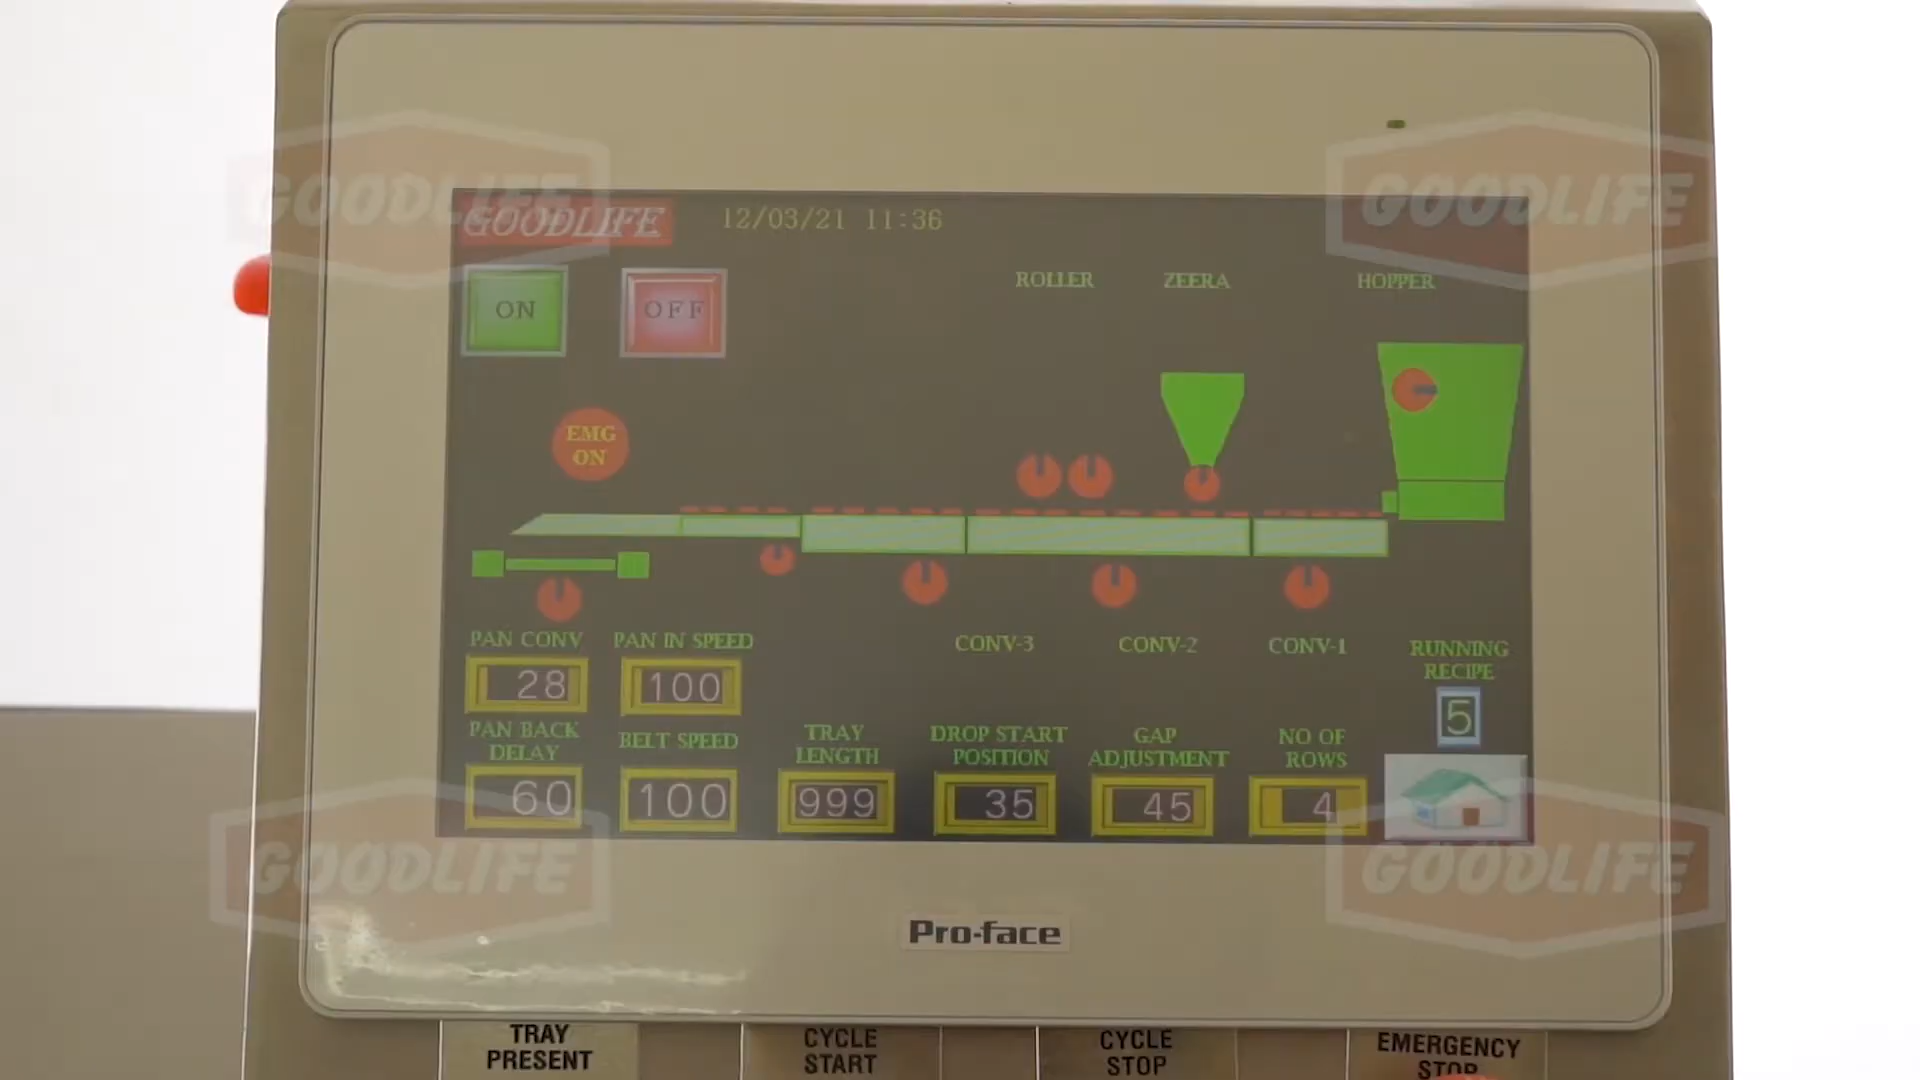 GOODLIFE
GOODLIFE
GOODLIFE 12/03/21 11:36
ROLLER ZEERA HOPPER
ON OFF
EMG
ON
PAN CONV PAN IN SPEED CONV-3 CONV-2 CONV-1
RUNNING
RECIPE
28 100
5
PAN BACK
DELAY
BELT SPEED
TRAY
LENGTH
DROP START
POSITION
GAP
ADJUSTMENT
NO OF
ROWS
60 100 999 35 45 4
GOODLIFE
GOODLIFE
Pro-face
TRAY
PRESENT
CYCLE
START
CYCLE
STOP
EMERGENCY
STOP